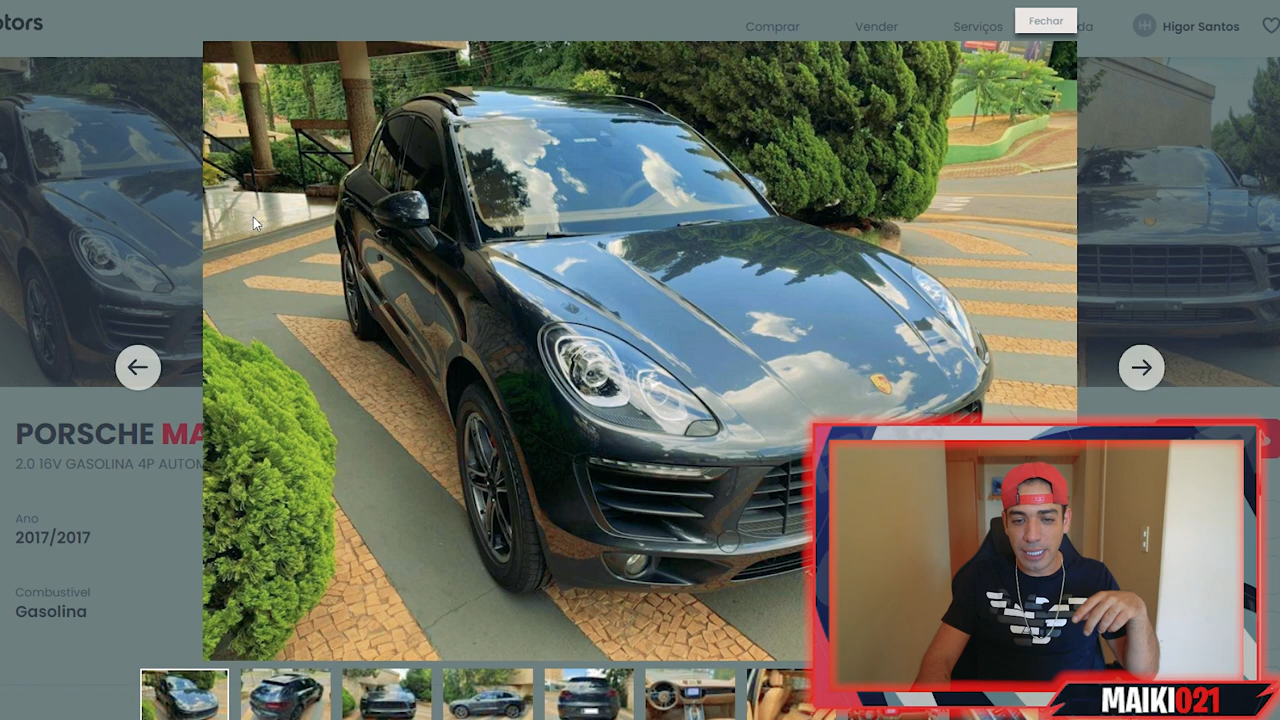 otors
Comprar
Vender
Serviços
Fechar
da
Higor Santos
PORSCHE MA
2.0 16V GASOLINA 4P AUTOM
Ano
2017/2017
Combustível
Gasolina
MAIKI021